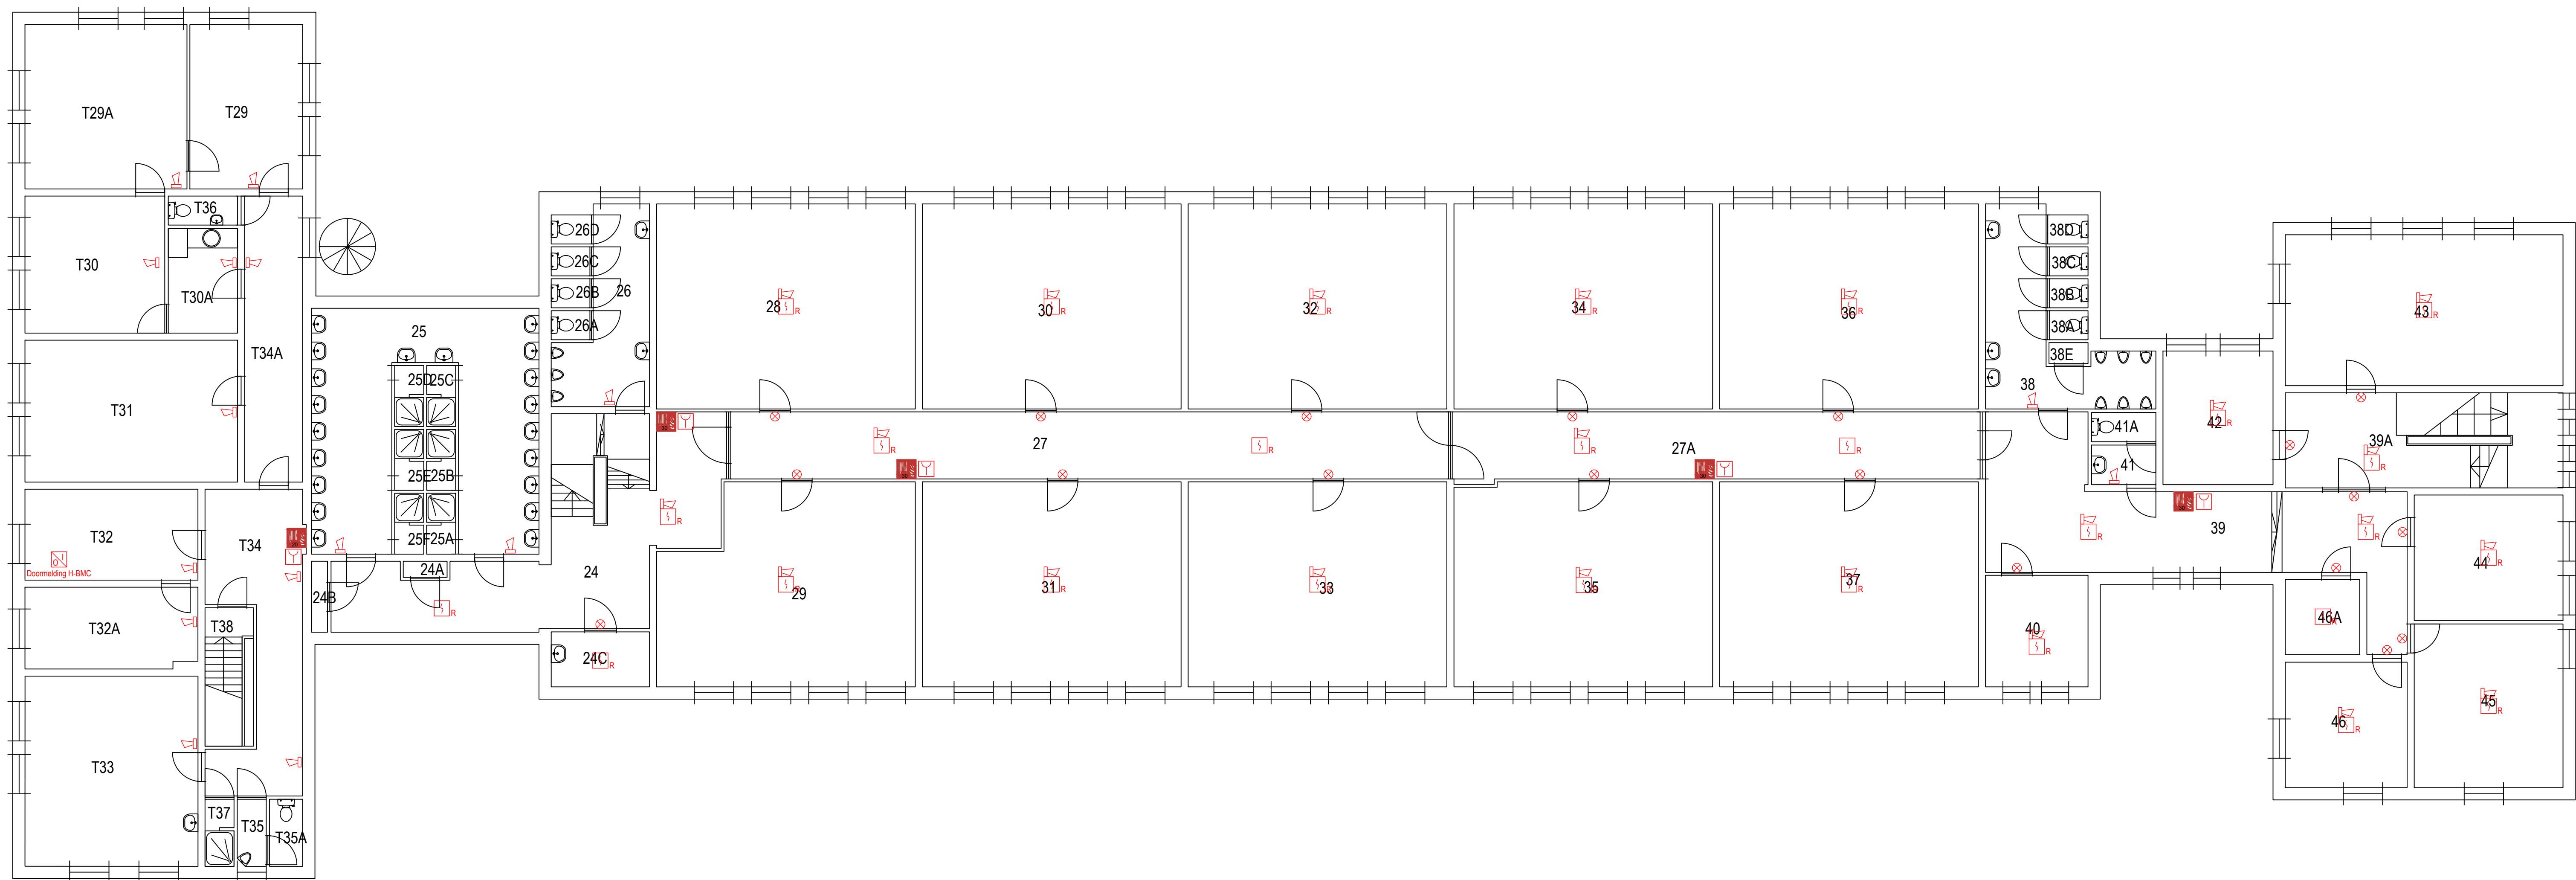 T29A
T29
T36
T30
T30A
T34A
T31
T32
Doormelding H-BMC
T34
T32A
T38
T33
T37
T35
T35A
25
25D
25C
25E
25B
25F
25A
24A
24B
24
24C
R
R
26D
26C
26B
26
26A
28
R
30
R
32
R
34
R
36
R
27
R
27A
R
R
29
31
R
33
R
35
37
R
38D
38C
38B
38A
38E
38
41A
41
42
R
39
R
40
R
43
R
39A
R
R
44
R
46A
R
46
R
45
R